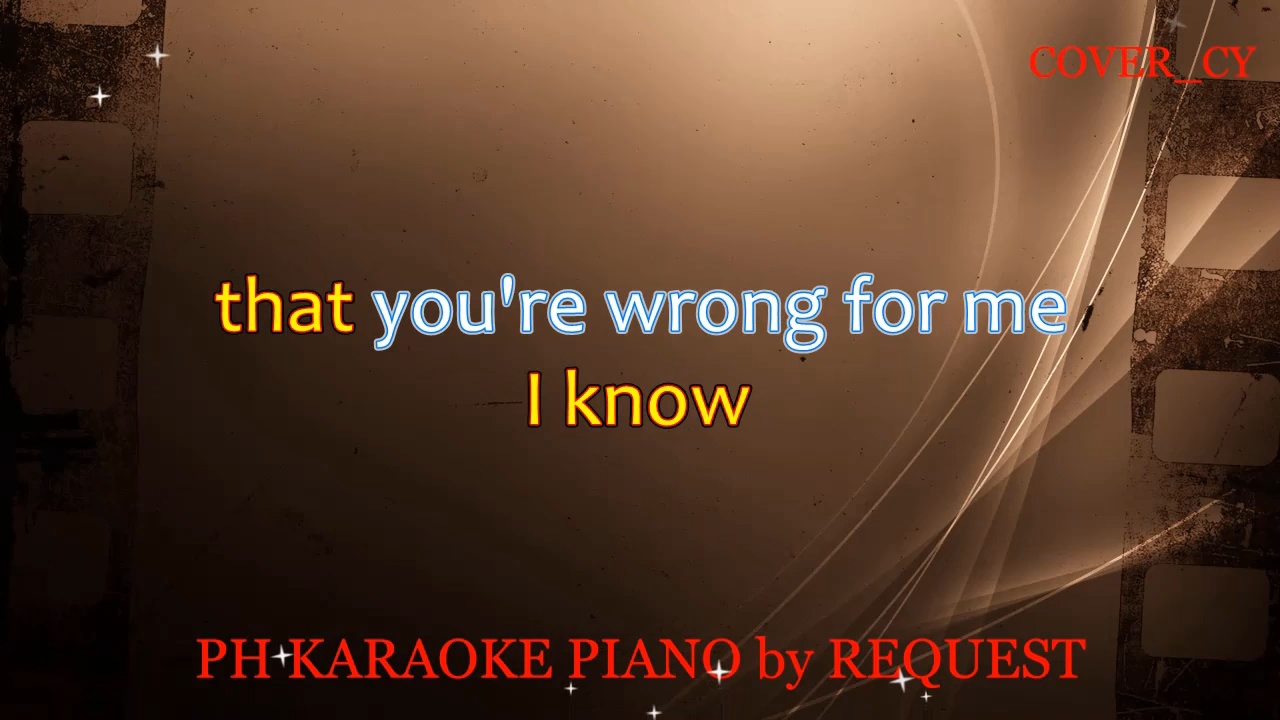 COVER_CY
that you're wrong for me
I know
PH KARAOKE PIANO by REQUEST